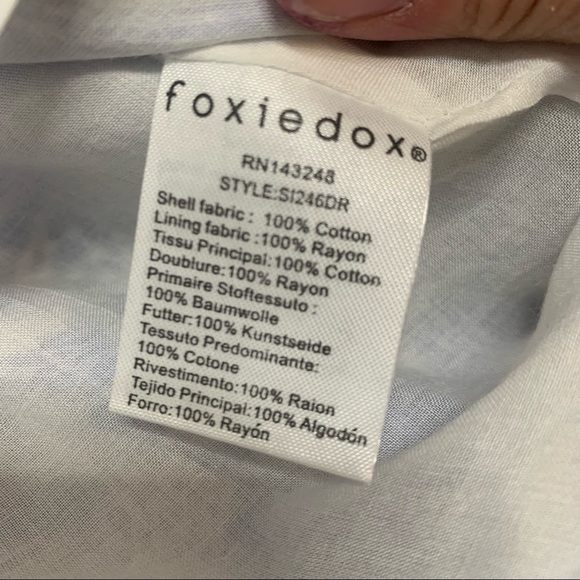 foxiedox®
RN143248
STYLE:SI246DR
Shell fabric : 100% Cotton
Lining fabric :100% Rayon
Tissu Principal:100% Cotton
Doublure:100% Rayon
Primaire Stoffessuto :
100% Baumwolle
Futter:100% Kunstseide
Tessuto Predominante:
100% Cotone
Rivestimento:100% Raion
Tejido Principal:100% Algodón
Forro:100% Rayón